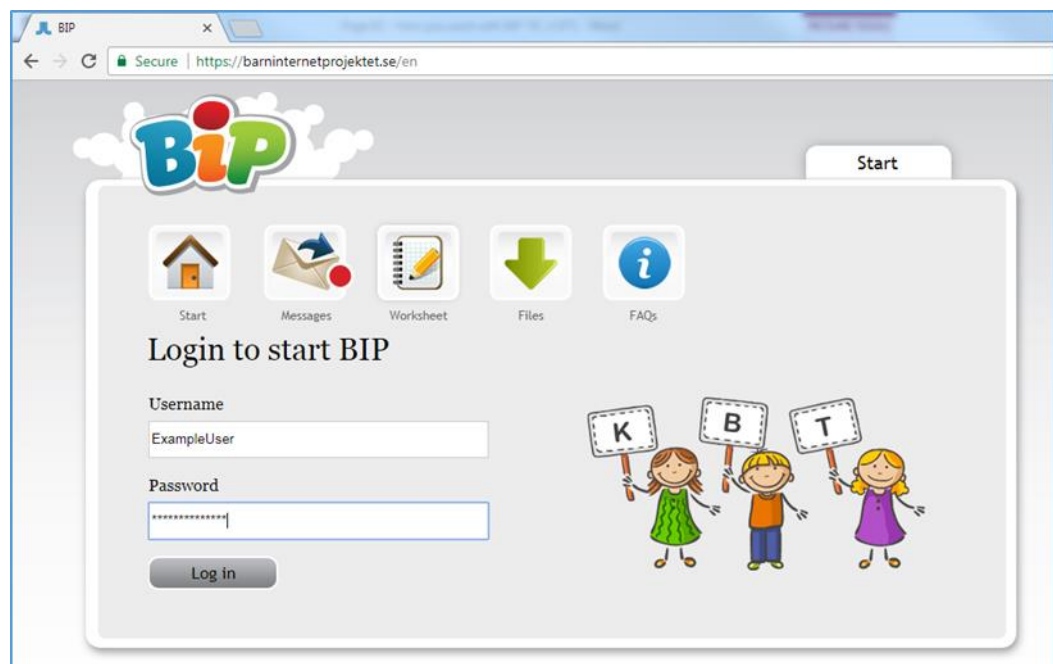 BIP
Secure | https://barninternetprojektet.se/en
BiP
Start
Start Messages Worksheet Files FAQs
Login to start BIP
Username
ExampleUser
Password
**************
Log in
K B T